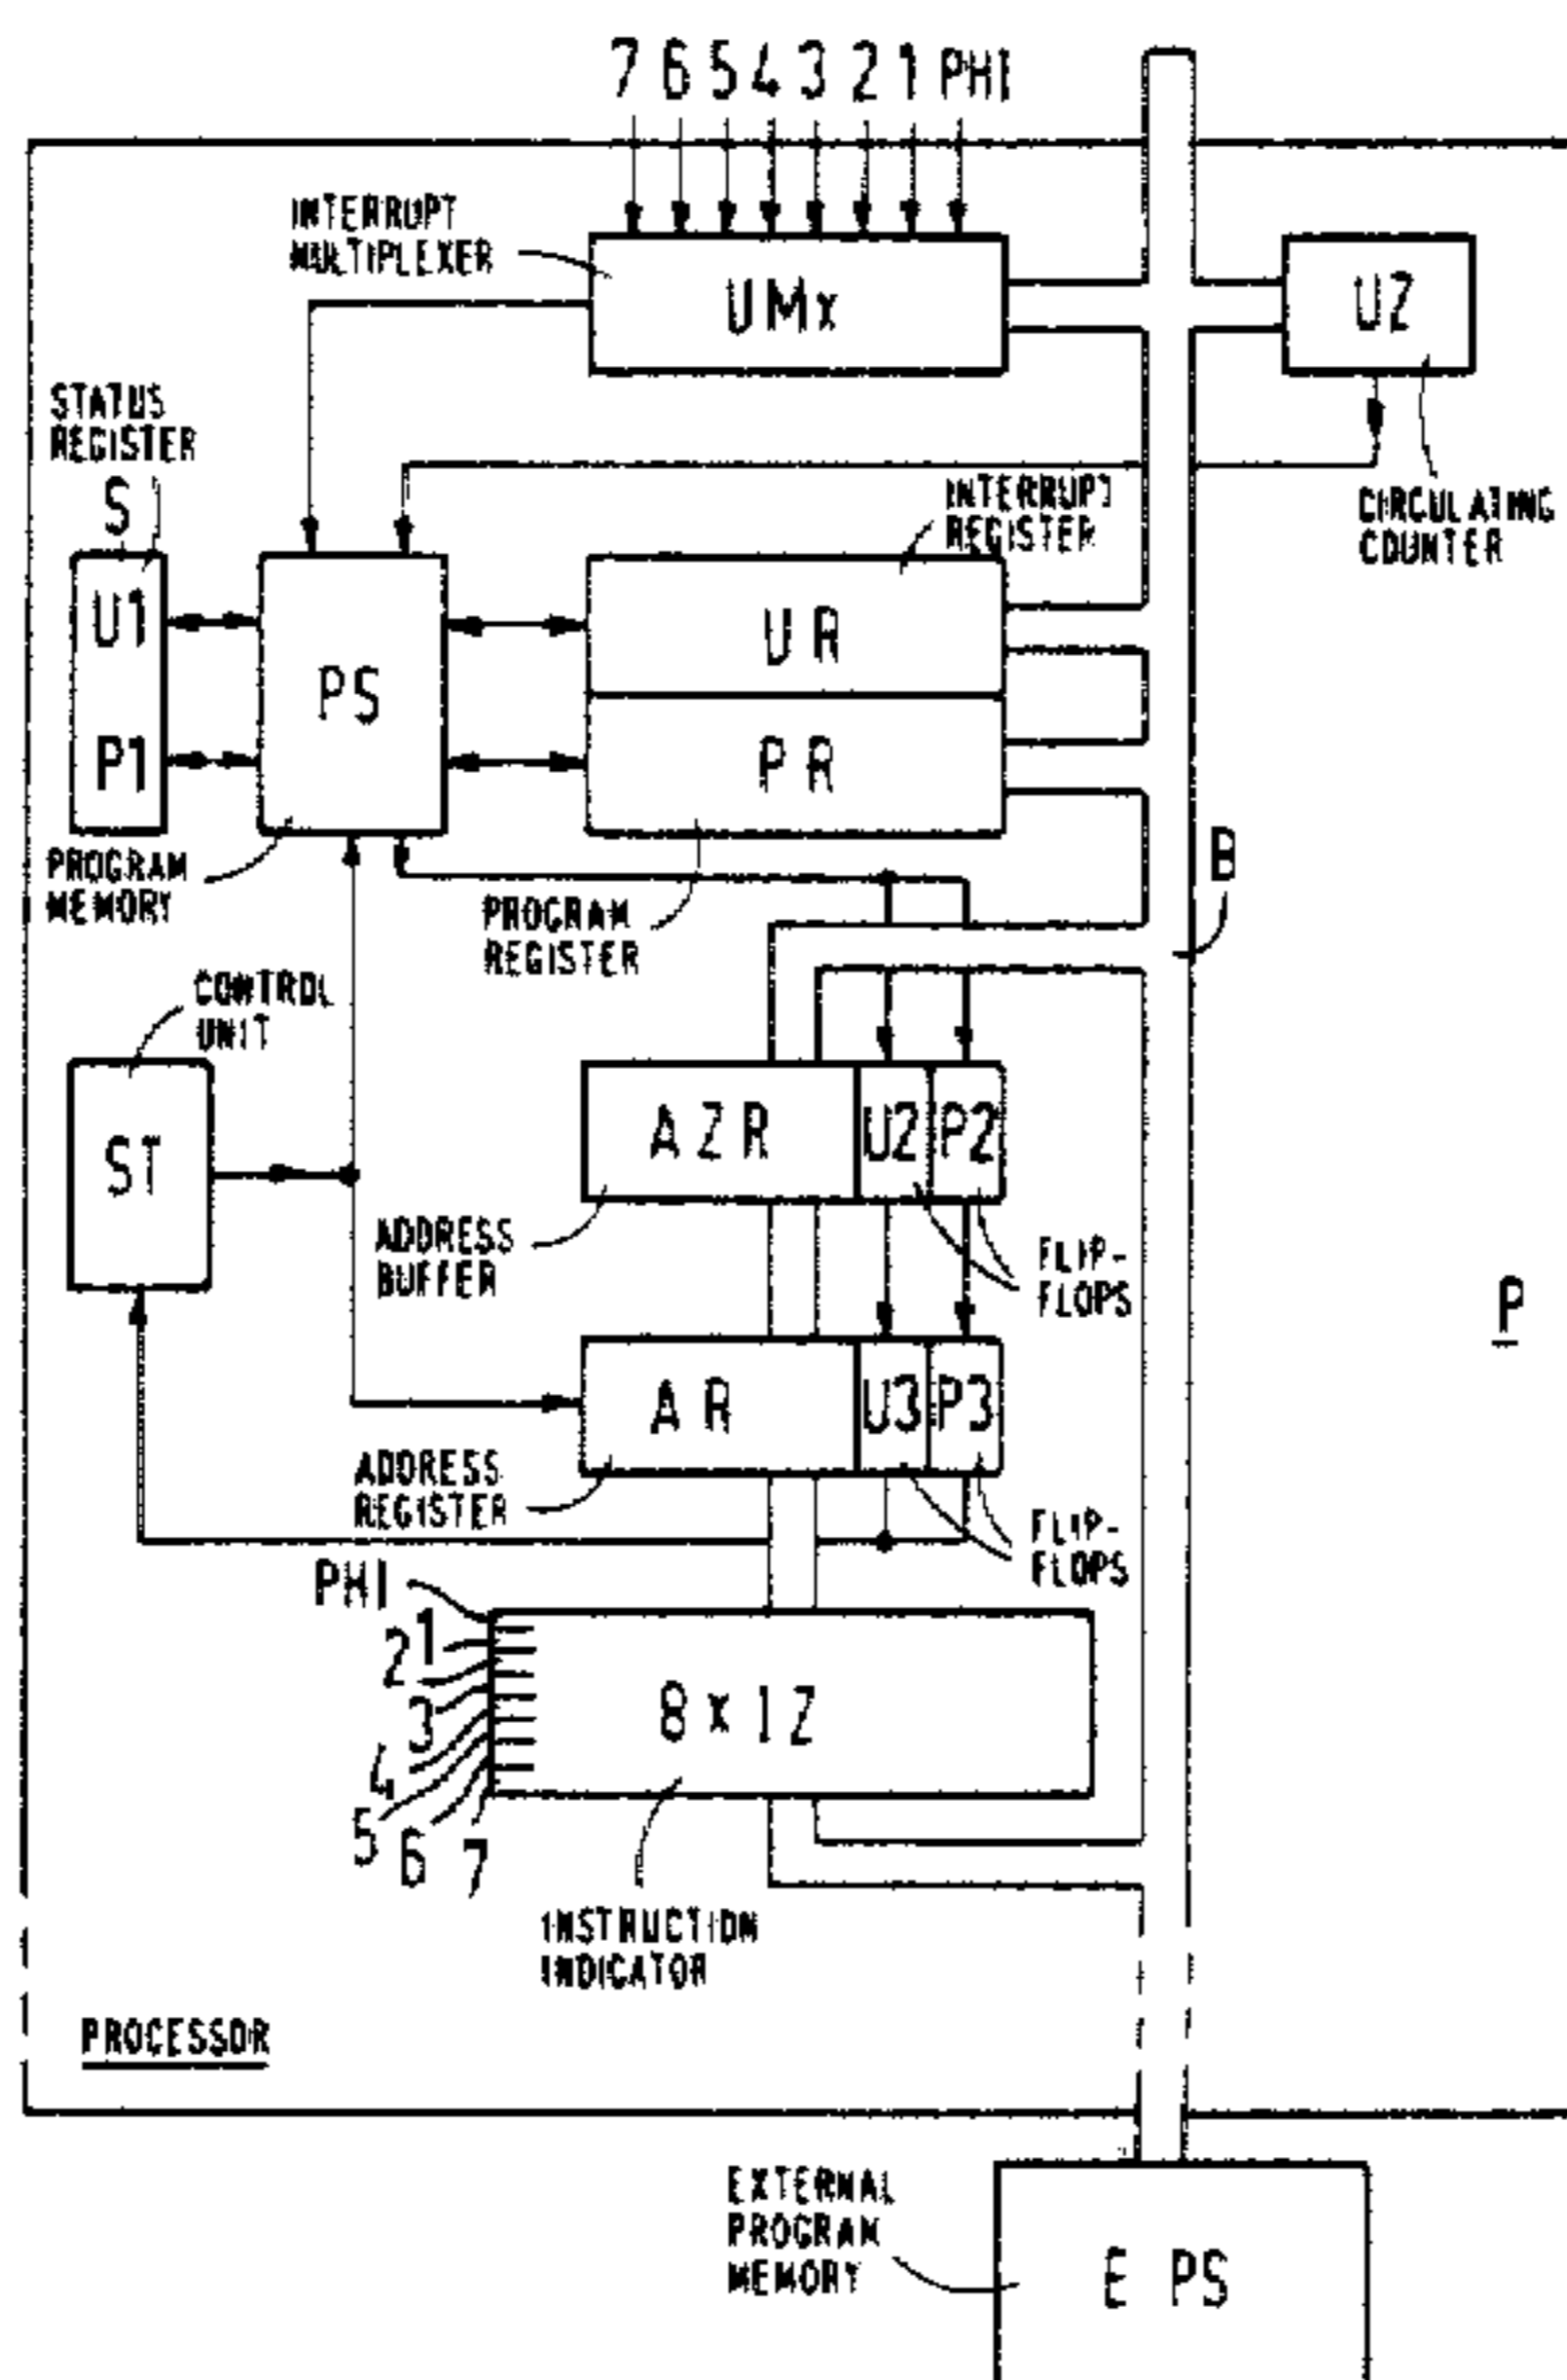 7 6 5 4 3 2 1 PHI
INTERRUPT
MULTIPLEXER
UMx
UZ
STATUS
REGISTER
S
INTERRUPT
REGISTER
CIRCULATING
COUNTER
U1
P1
PS
UR
PR
PROGRAM
MEMORY
PROGRAM
REGISTER
B
CONTROL
UNIT
ST
AZR
U2
P2
ADDRESS
BUFFER
FLIP-
FLOPS
P
AR
U3
P3
ADDRESS
REGISTER
FLIP-
FLOPS
PHI
1
2
3
4
5
6
7
8 x IZ
INSTRUCTION
INDICATOR
PROCESSOR
EXTERNAL
PROGRAM
MEMORY
E PS